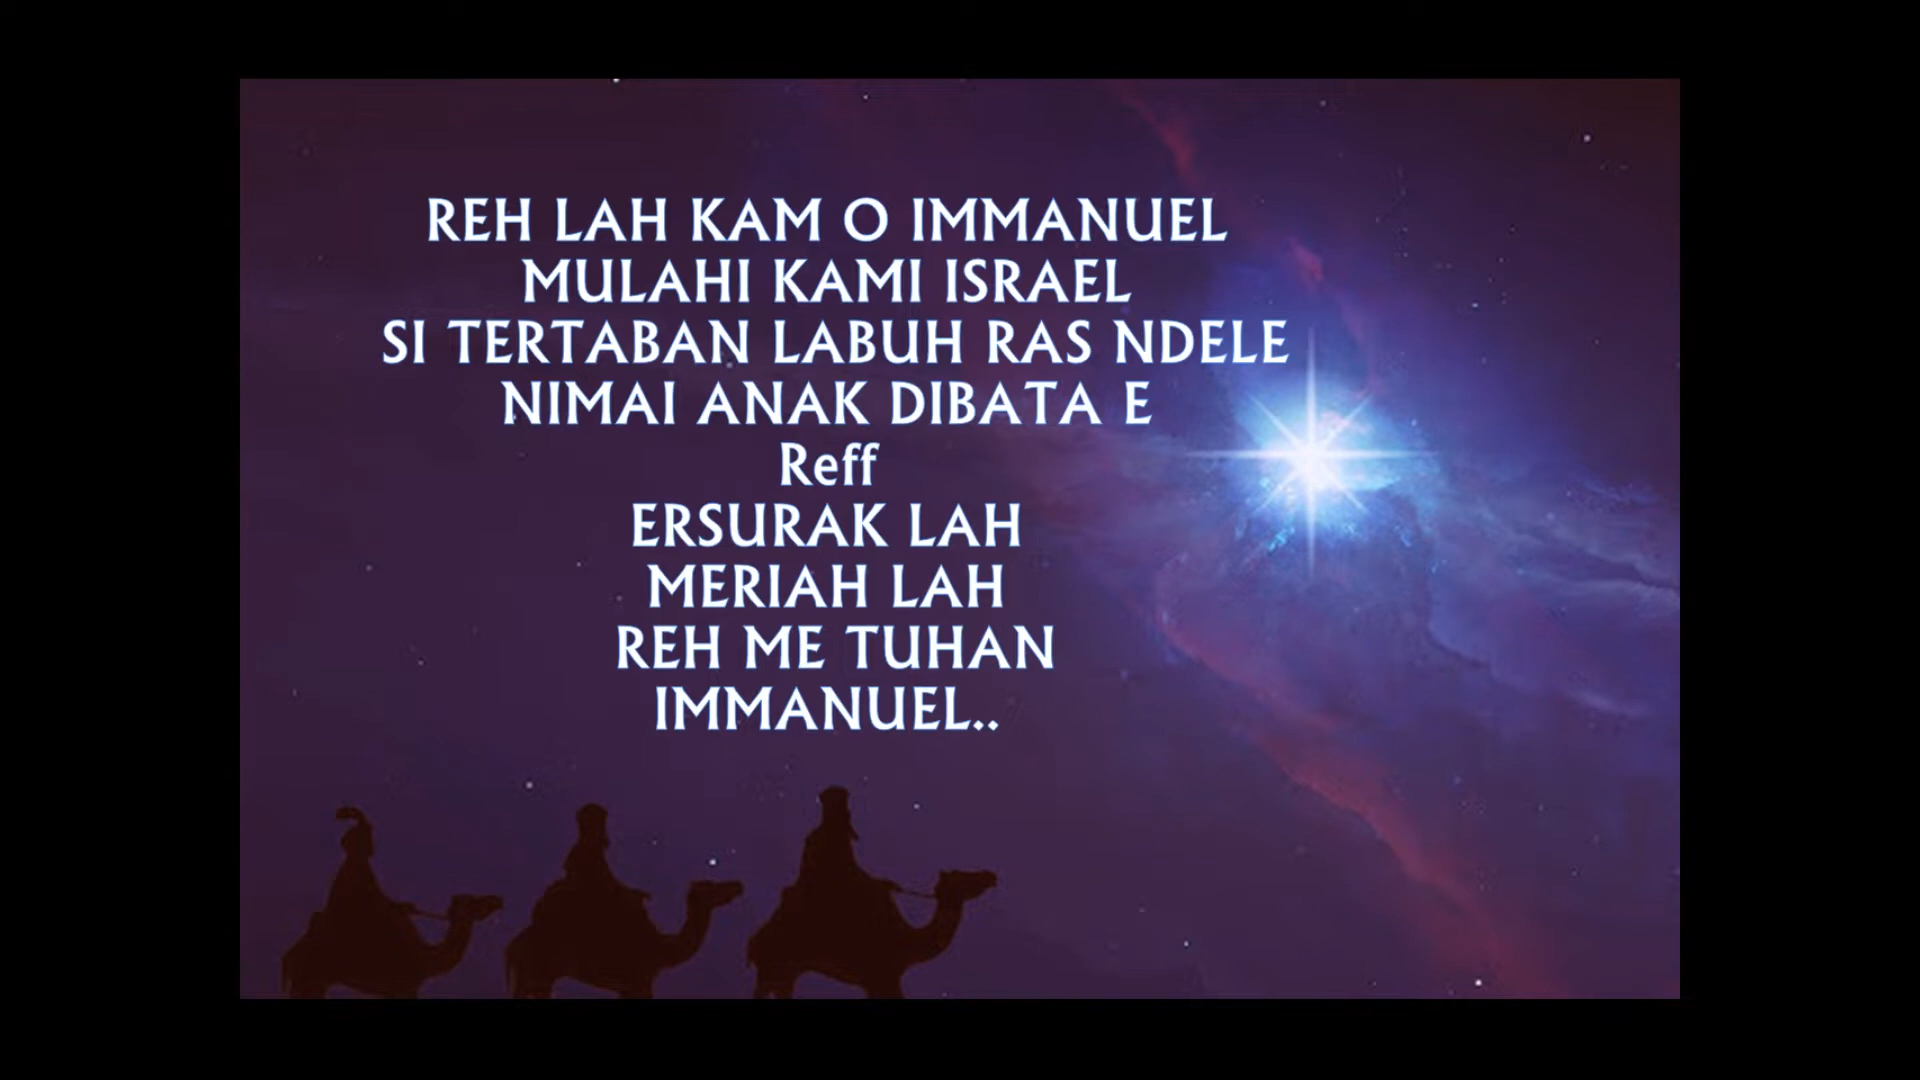 REH LAH KAM O IMMANUEL
MULAHI KAMI ISRAEL
SI TERTABAN LABUH RAS NDELE
NIMAI ANAK DIBATA E
Reff
ERSURAK LAH
MERIAH LAH
REH ME TUHAN
IMMANUEL..